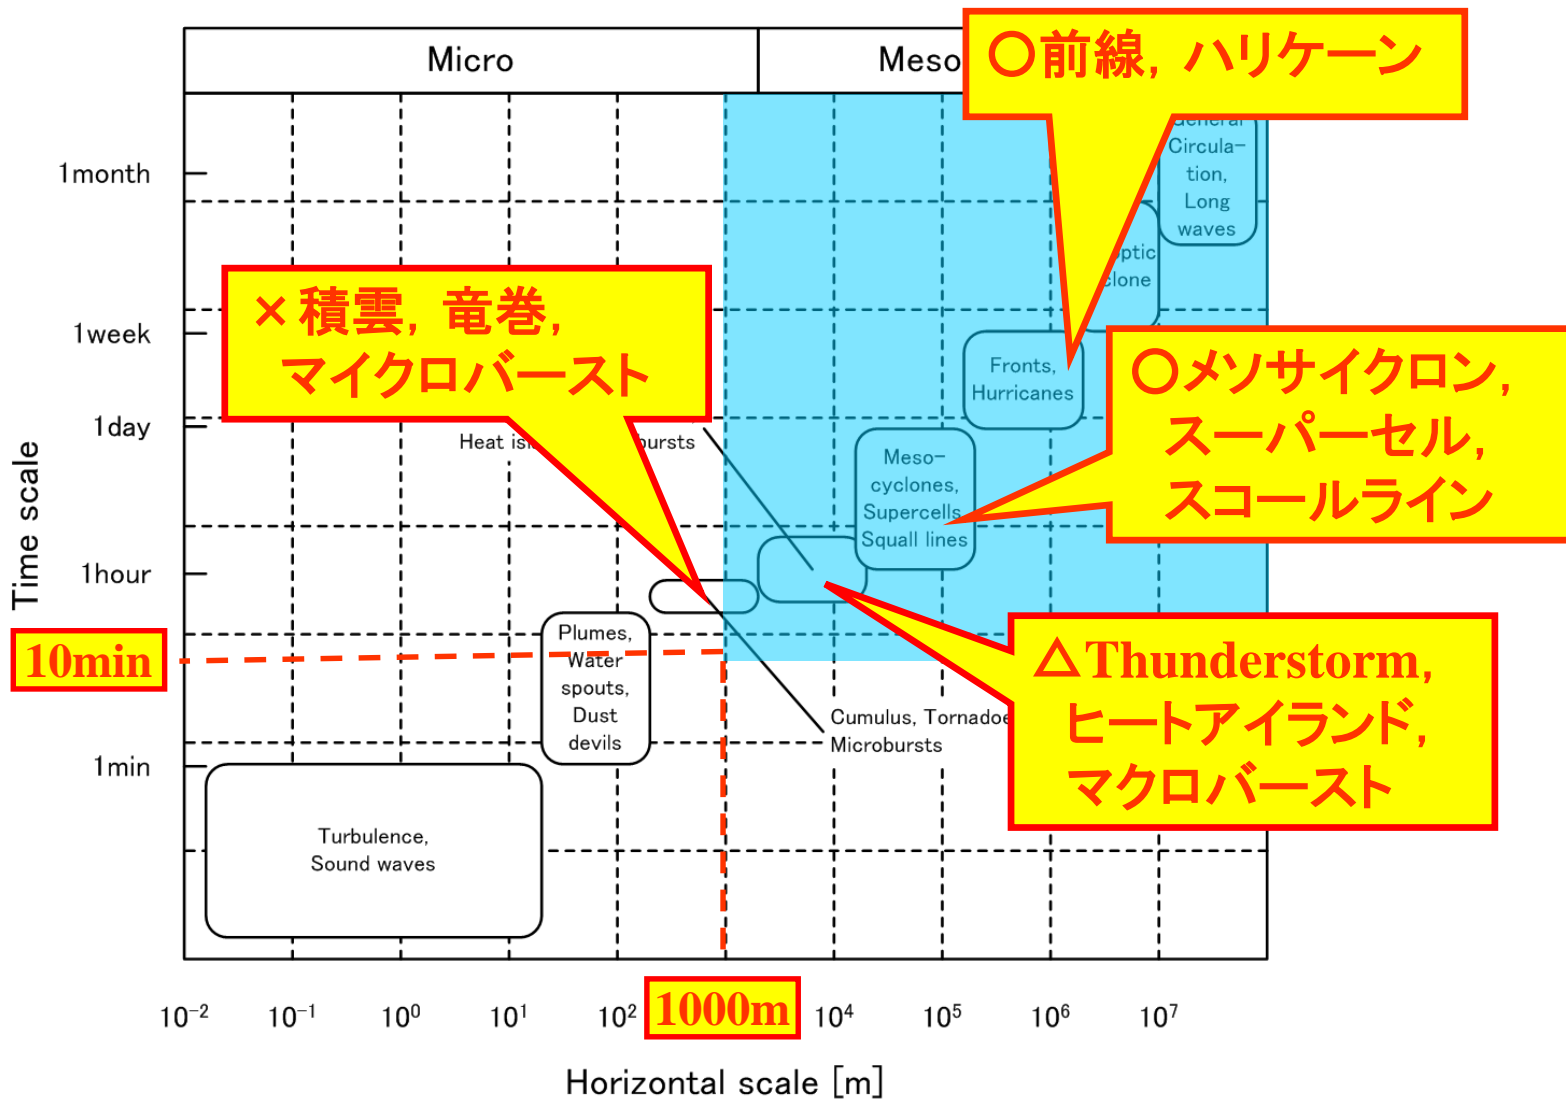 Micro
Meso
〇前線，ハリケーン
General
Circula-
tion,
Long
waves
1month
×積雲，竜巻，
マイクロバースト
1week
Fronts,
Hurricanes
〇メソサイクロン，
スーパーセル，
スコールライン
1day
Heat
bursts
Meso-
cyclones,
Supercells
Squall lines
Time scale
1hour
10min
Plumes,
Water
spouts,
Dust
devils
△Thunderstorm，
ヒートアイランド，
マクロバースト
Cumulus, Tornadoe
Microbursts
1min
Turbulence,
Sound waves
10⁻² 10⁻¹ 10⁰ 10¹ 10² 1000m 10⁴ 10⁵ 10⁶ 10⁷
Horizontal scale [m]